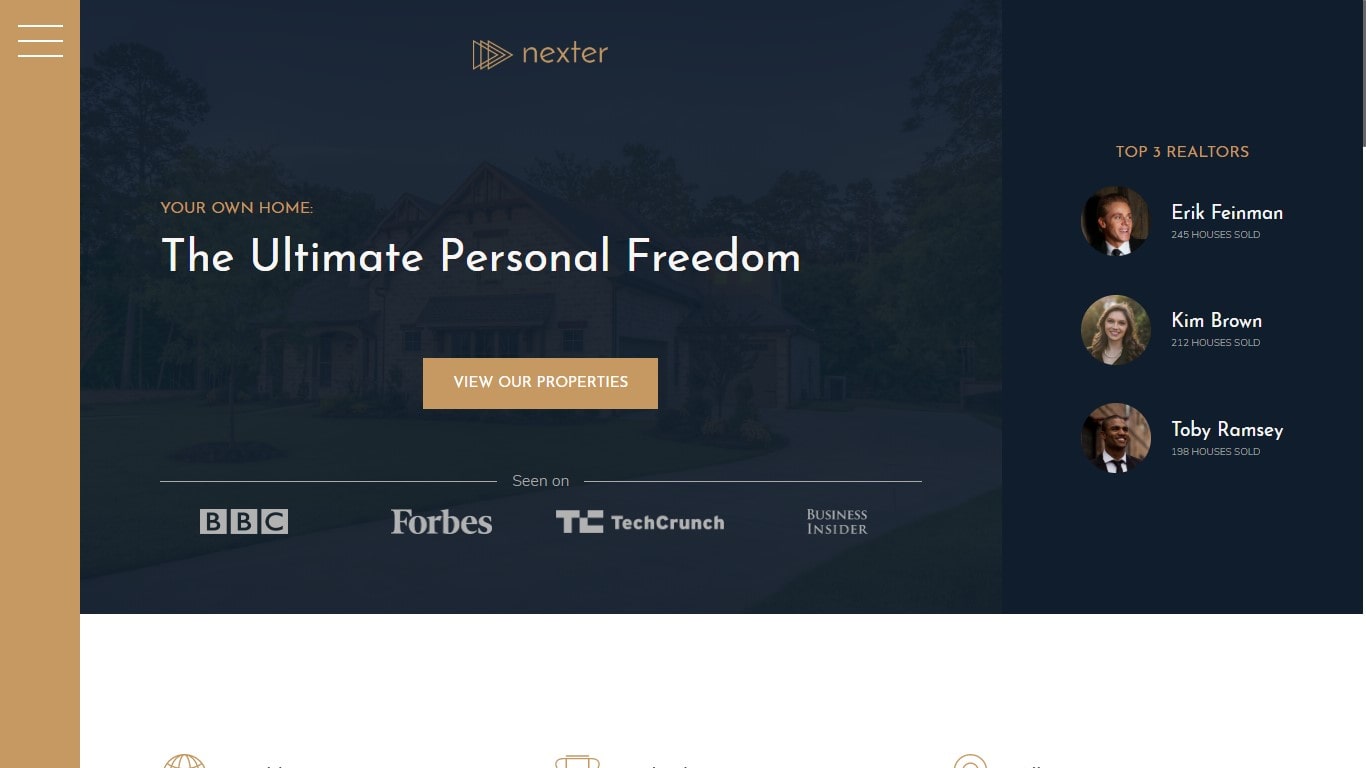 nexter
YOUR OWN HOME:
The Ultimate Personal Freedom
VIEW OUR PROPERTIES
Seen on
BBC
Forbes
TC TechCrunch
BUSINESS
INSIDER
TOP 3 REALTORS
Erik Feinman
245 HOUSES SOLD
Kim Brown
212 HOUSES SOLD
Toby Ramsey
198 HOUSES SOLD